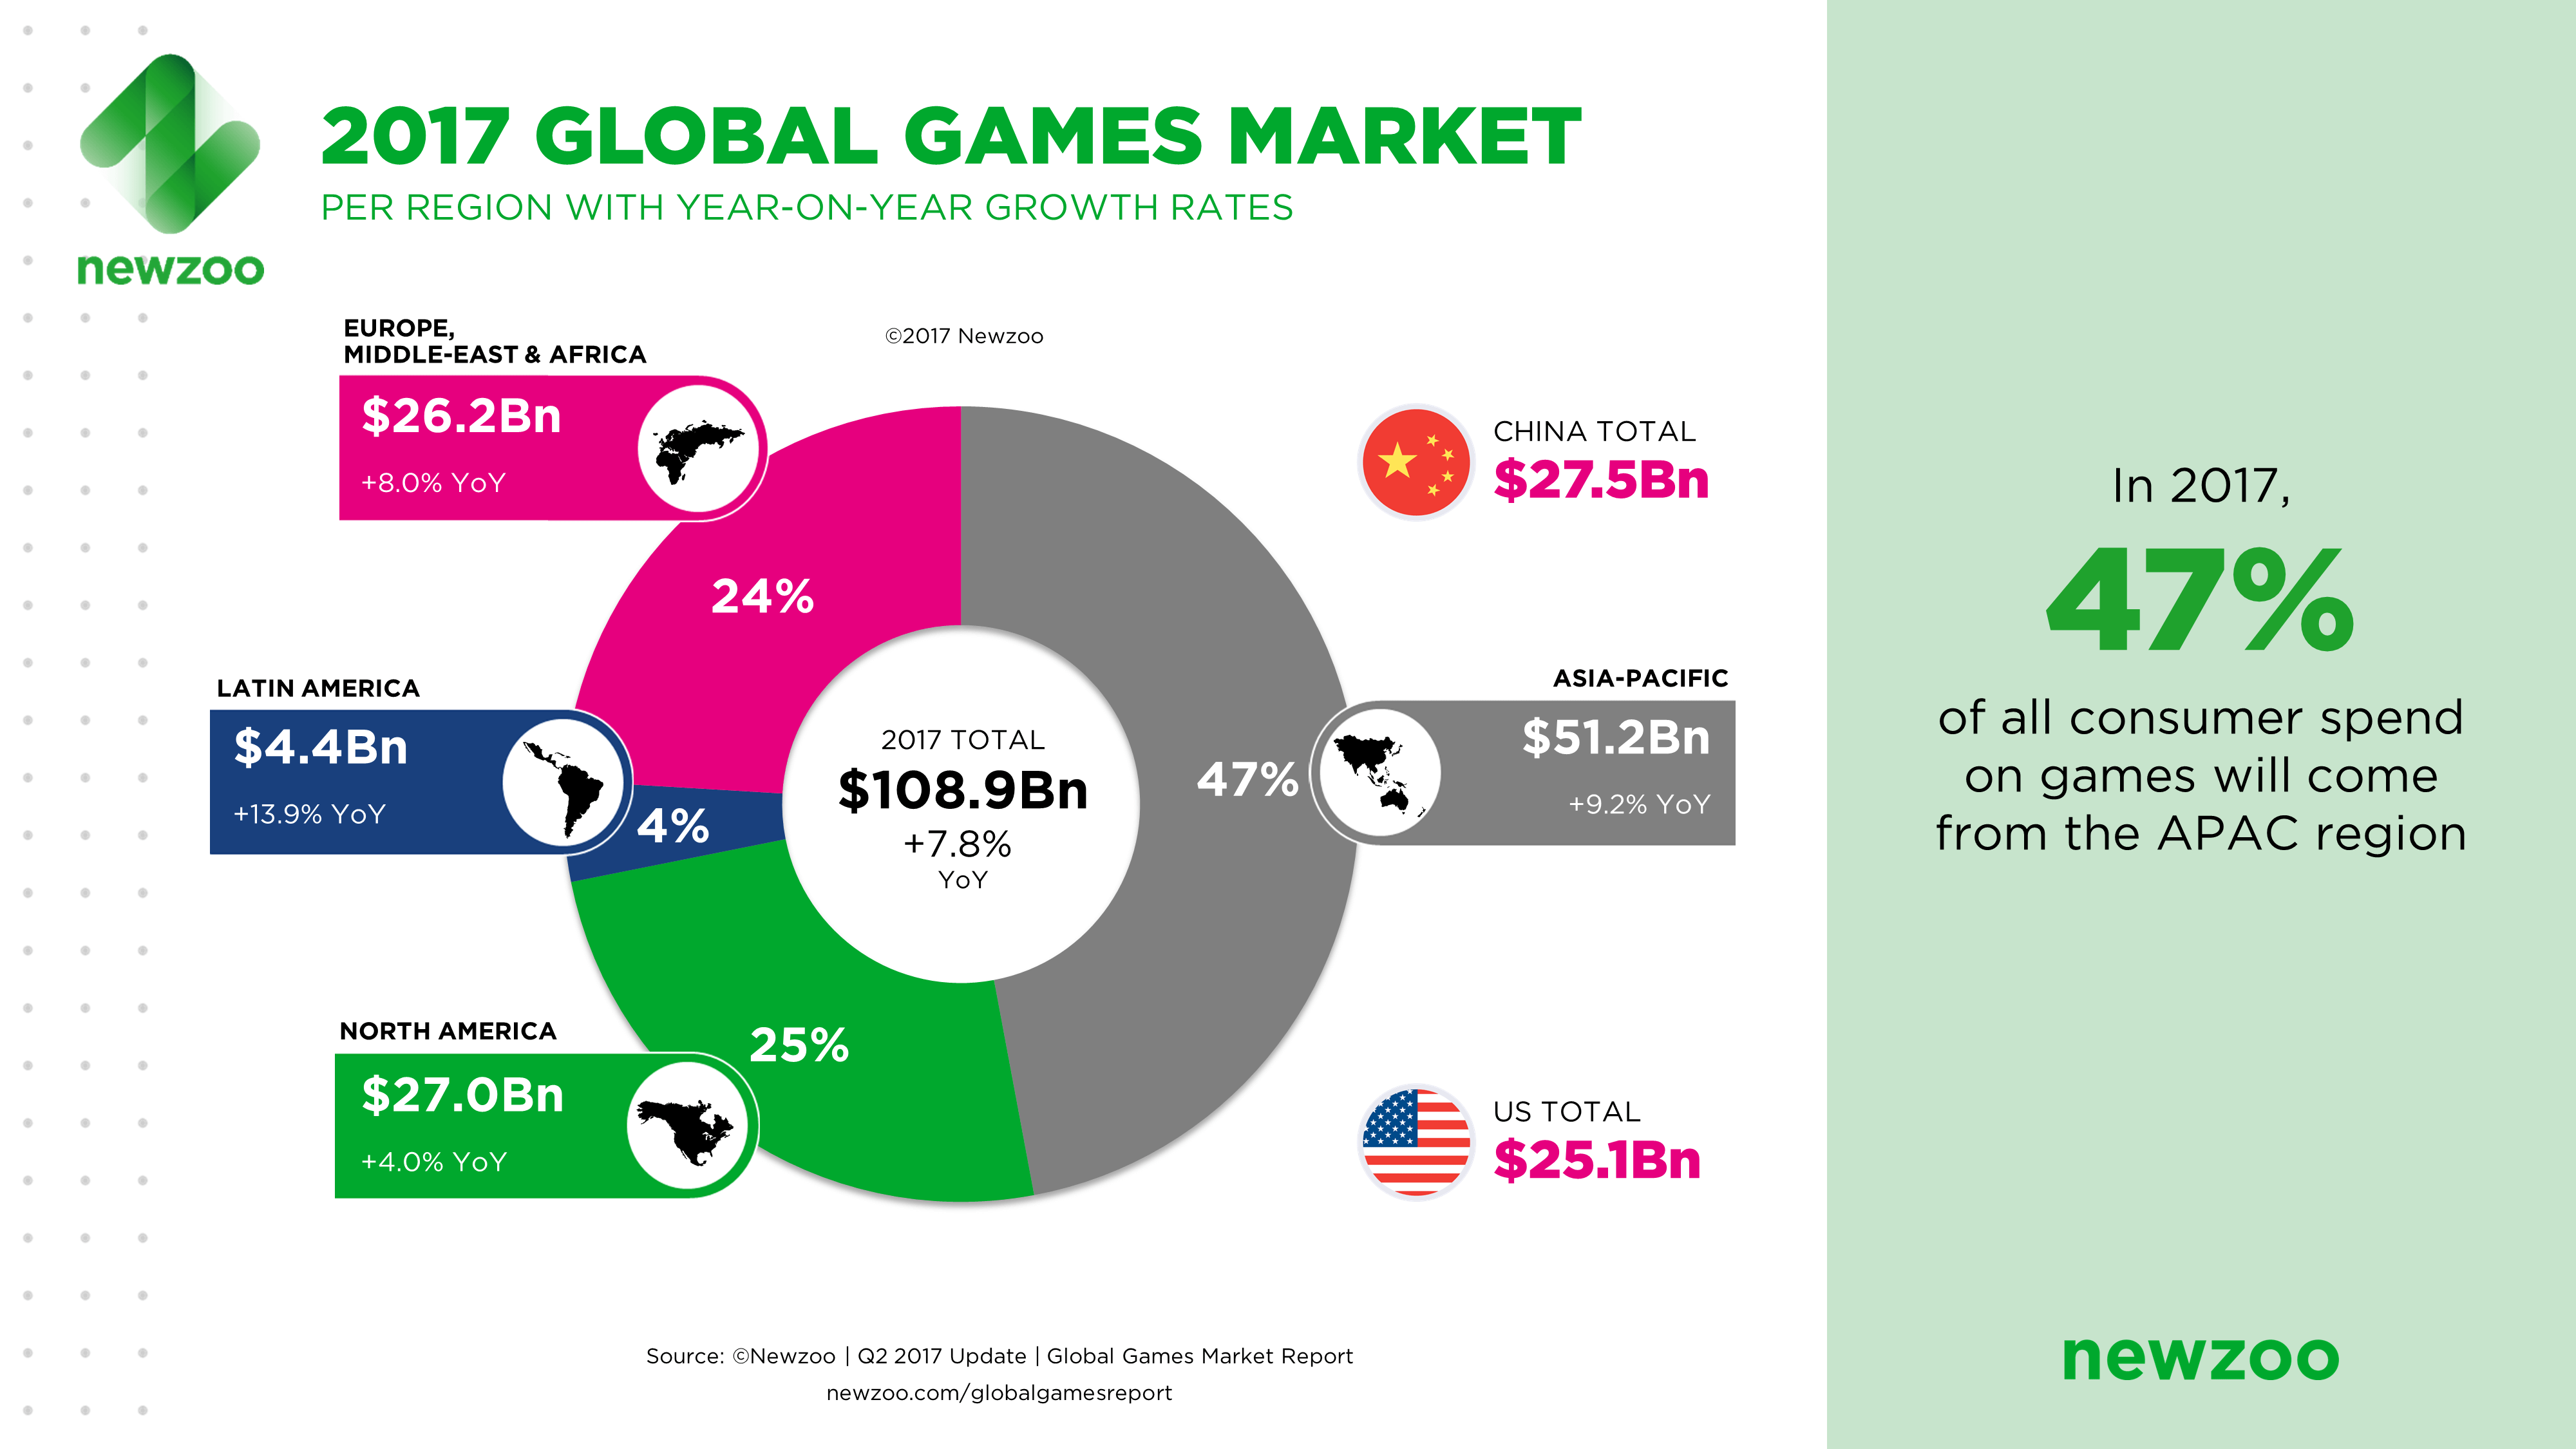 newzoo
2017 GLOBAL GAMES MARKET
PER REGION WITH YEAR-ON-YEAR GROWTH RATES
©2017 Newzoo
EUROPE,
MIDDLE-EAST & AFRICA
$26.2Bn
+8.0% YoY
24%
CHINA TOTAL
$27.5Bn
LATIN AMERICA
$4.4Bn
+13.9% YoY
4%
2017 TOTAL
$108.9Bn
+7.8%
YoY
47%
ASIA-PACIFIC
$51.2Bn
+9.2% YoY
NORTH AMERICA
$27.0Bn
+4.0% YoY
25%
US TOTAL
$25.1Bn
Source: ©Newzoo | Q2 2017 Update | Global Games Market Report
newzoo.com/globalgamesreport
In 2017,
47%
of all consumer spend
on games will come
from the APAC region
newzoo